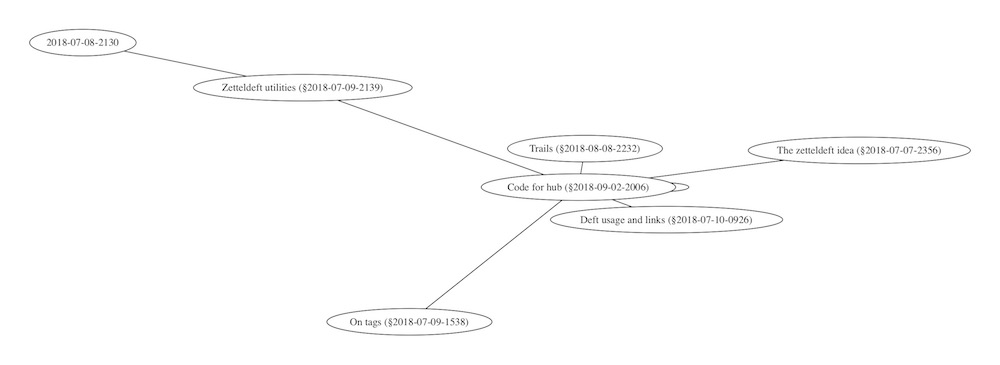 2018-07-08-2130
Zetteldeft utilities (§2018-07-09-2139)
Trails (§2018-08-08-2232)
The zetteldeft idea (§2018-07-07-2356)
Code for hub (§2018-09-02-2006)
Deft usage and links (§2018-07-10-0926)
On tags (§2018-07-09-1538)